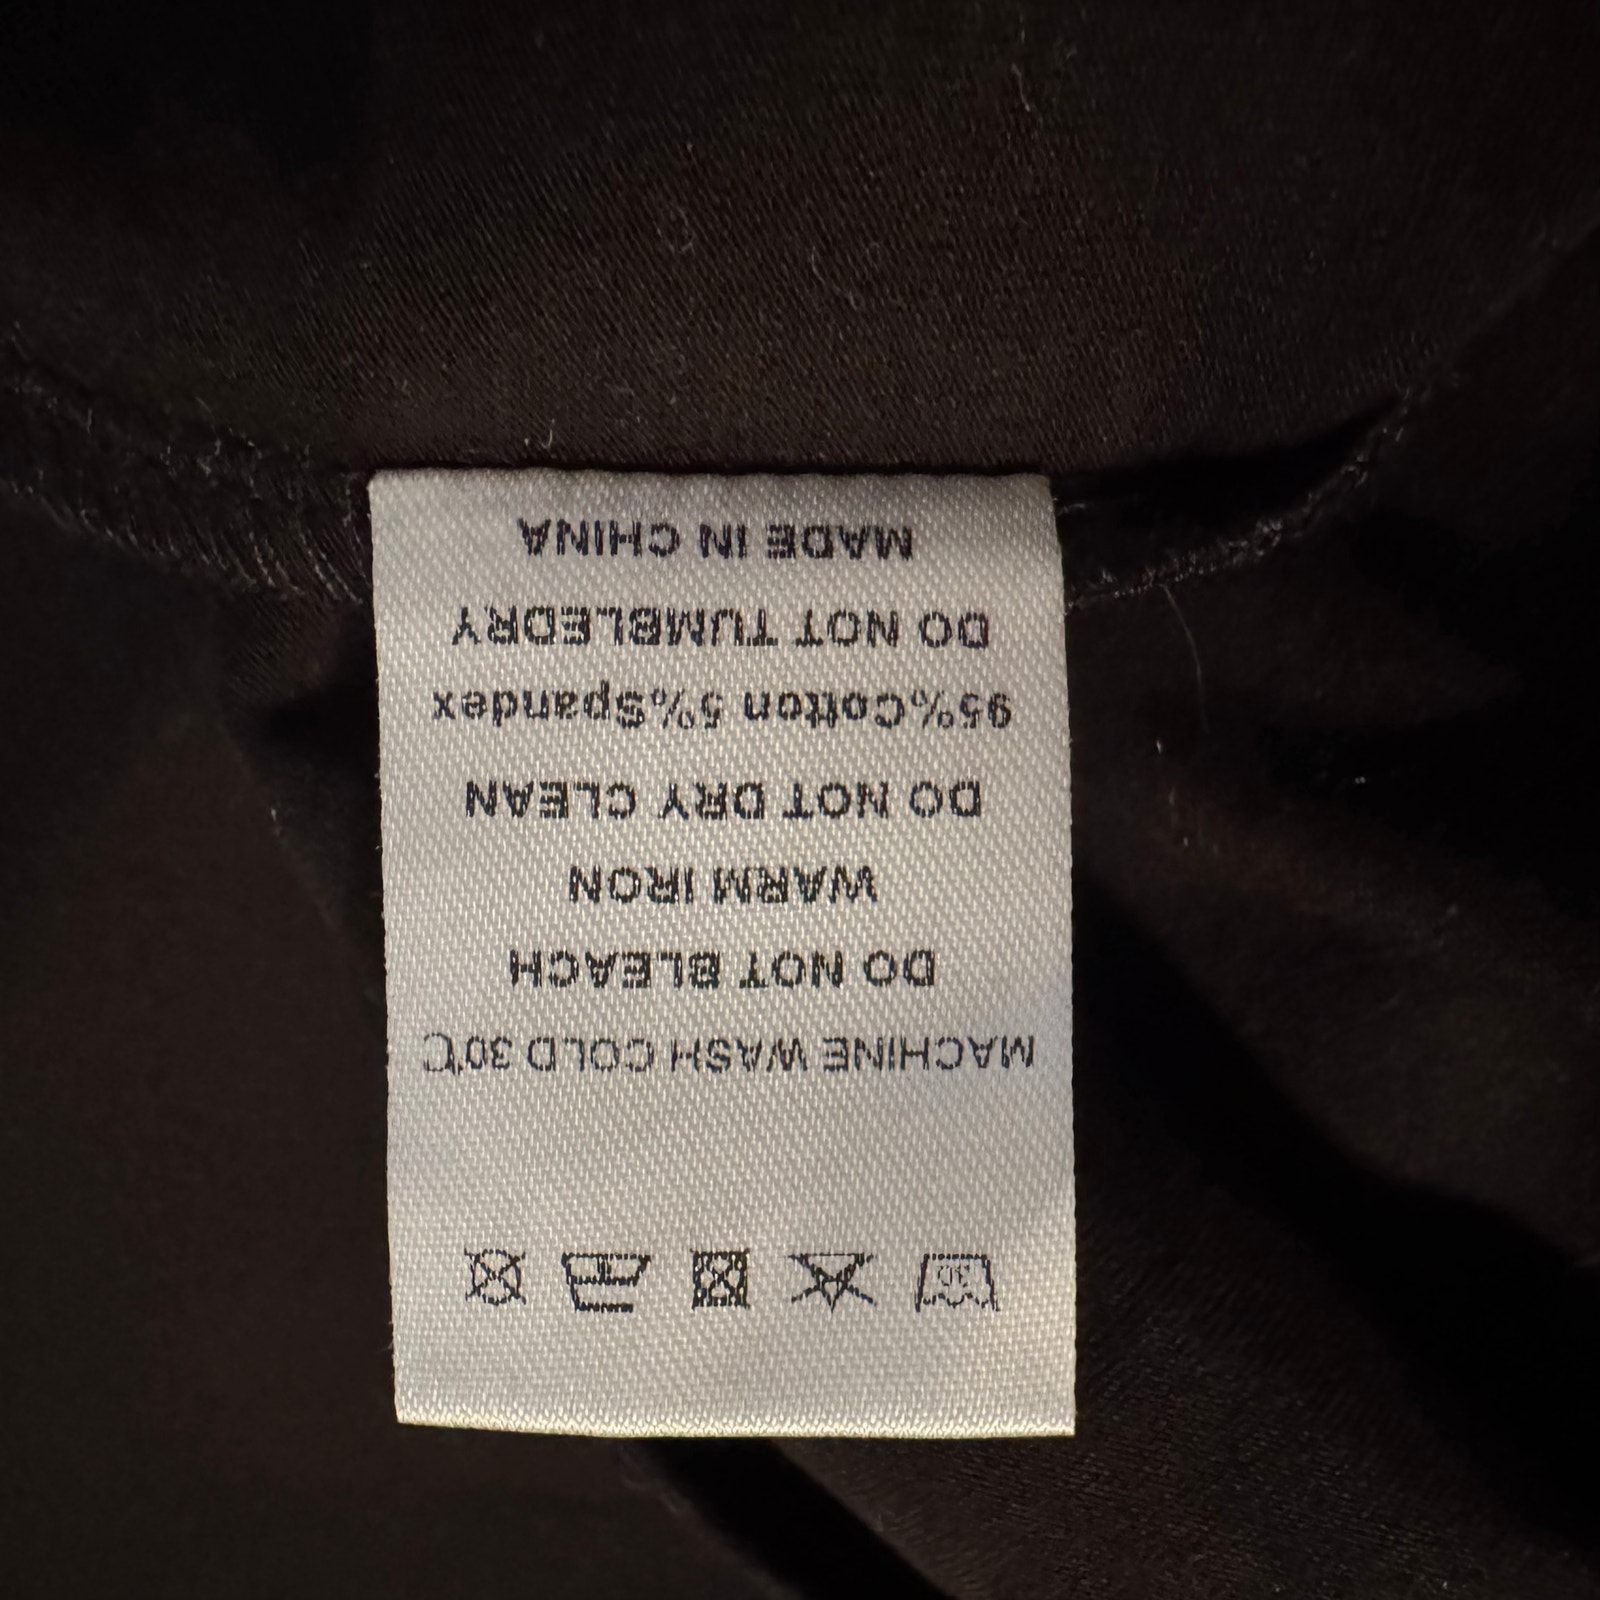 30
MACHINE WASH COLD 30℃
DO NOT BLEACH
WARM IRON
DO NOT DRY CLEAN
95%Cotton 5%Spandex
DO NOT TUMBLEDRY
MADE IN CHINA